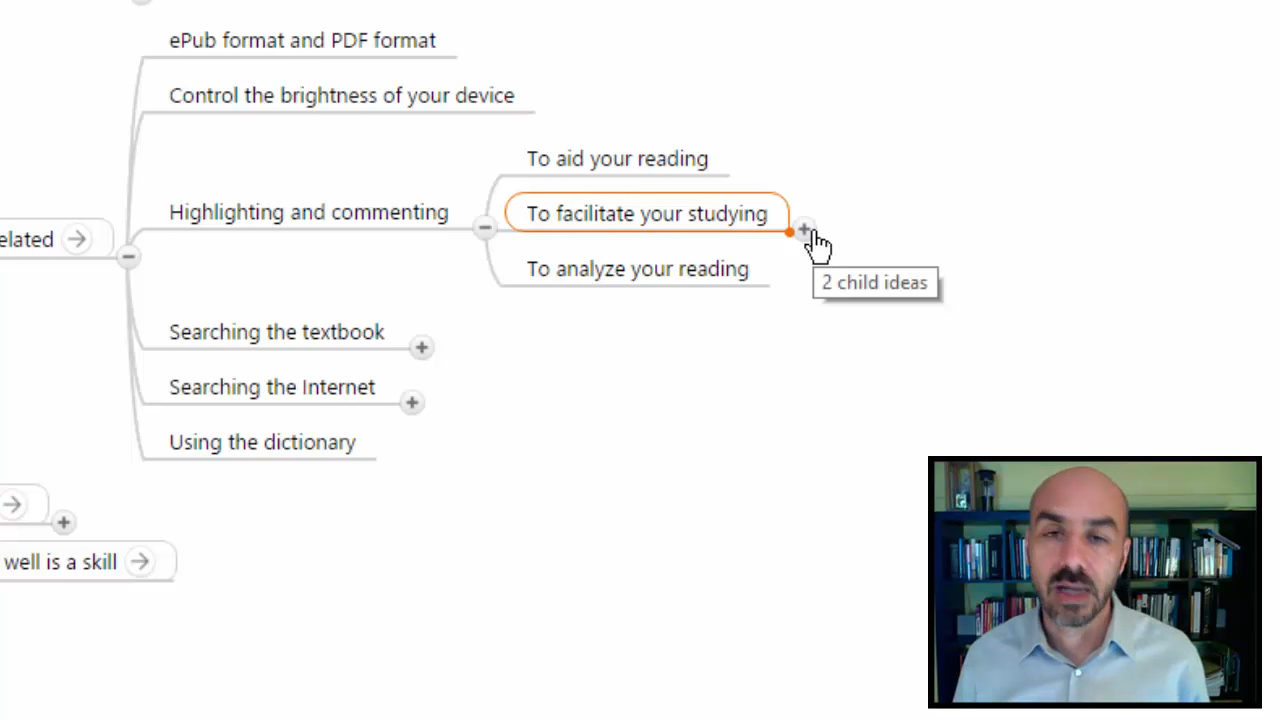 ePub format and PDF format
Control the brightness of your device
To aid your reading
Highlighting and commenting
To facilitate your studying
elated
To analyze your reading
2 child ideas
Searching the textbook
Searching the Internet
Using the dictionary
well is a skill